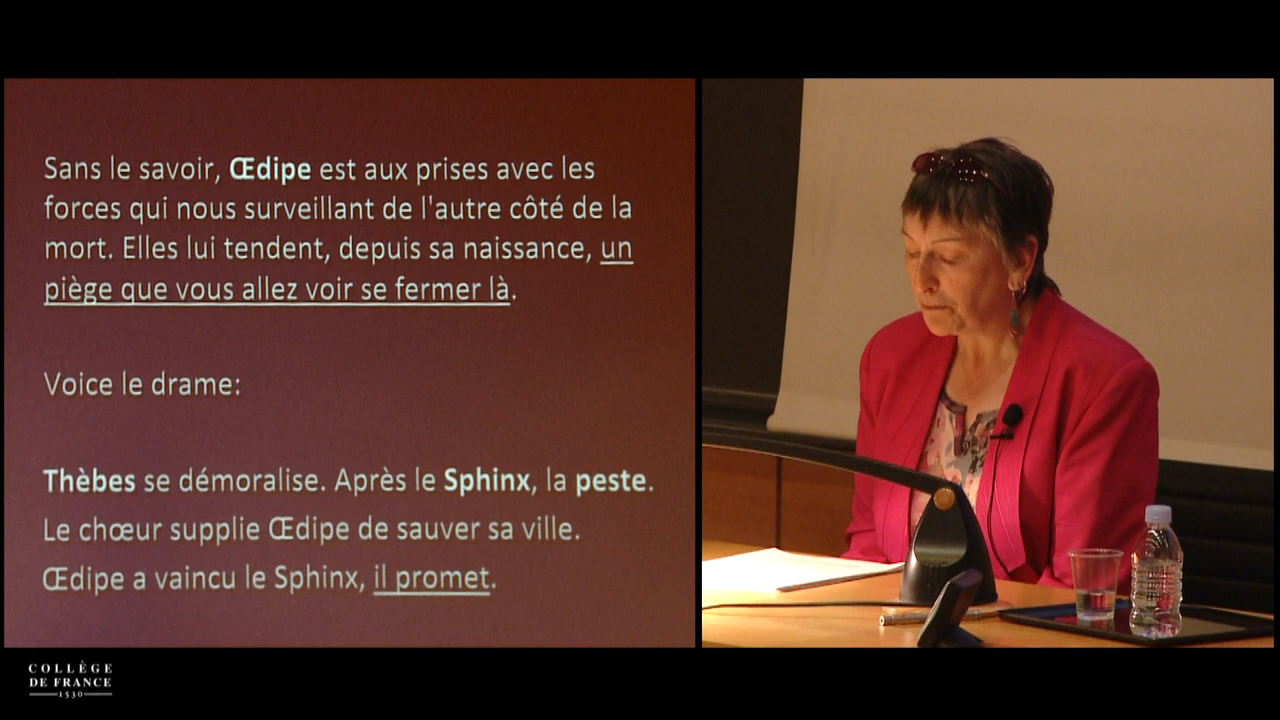 Sans le savoir, Œdipe est aux prises avec les
forces qui nous surveillant de l'autre côté de la
mort. Elles lui tendent, depuis sa naissance, un
piège que vous allez voir se fermer là.
Voice le drame:
Thèbes se démoralise. Après le Sphinx, la peste.
Le chœur supplie Œdipe de sauver sa ville.
Œdipe a vaincu le Sphinx, il promet.
COLLÈGE
DE FRANCE
1530